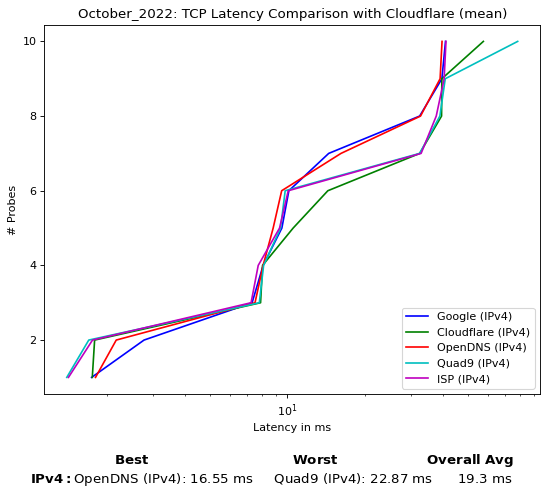 October_2022: TCP Latency Comparison with Cloudflare (mean)
10
8
6
4
2
# Probes
10^1
Latency in ms
Google (IPv4)
Cloudflare (IPv4)
OpenDNS (IPv4)
Quad9 (IPv4)
ISP (IPv4)
Best Worst Overall Avg
IPv4: OpenDNS (IPv4): 16.55 ms Quad9 (IPv4): 22.87 ms 19.3 ms